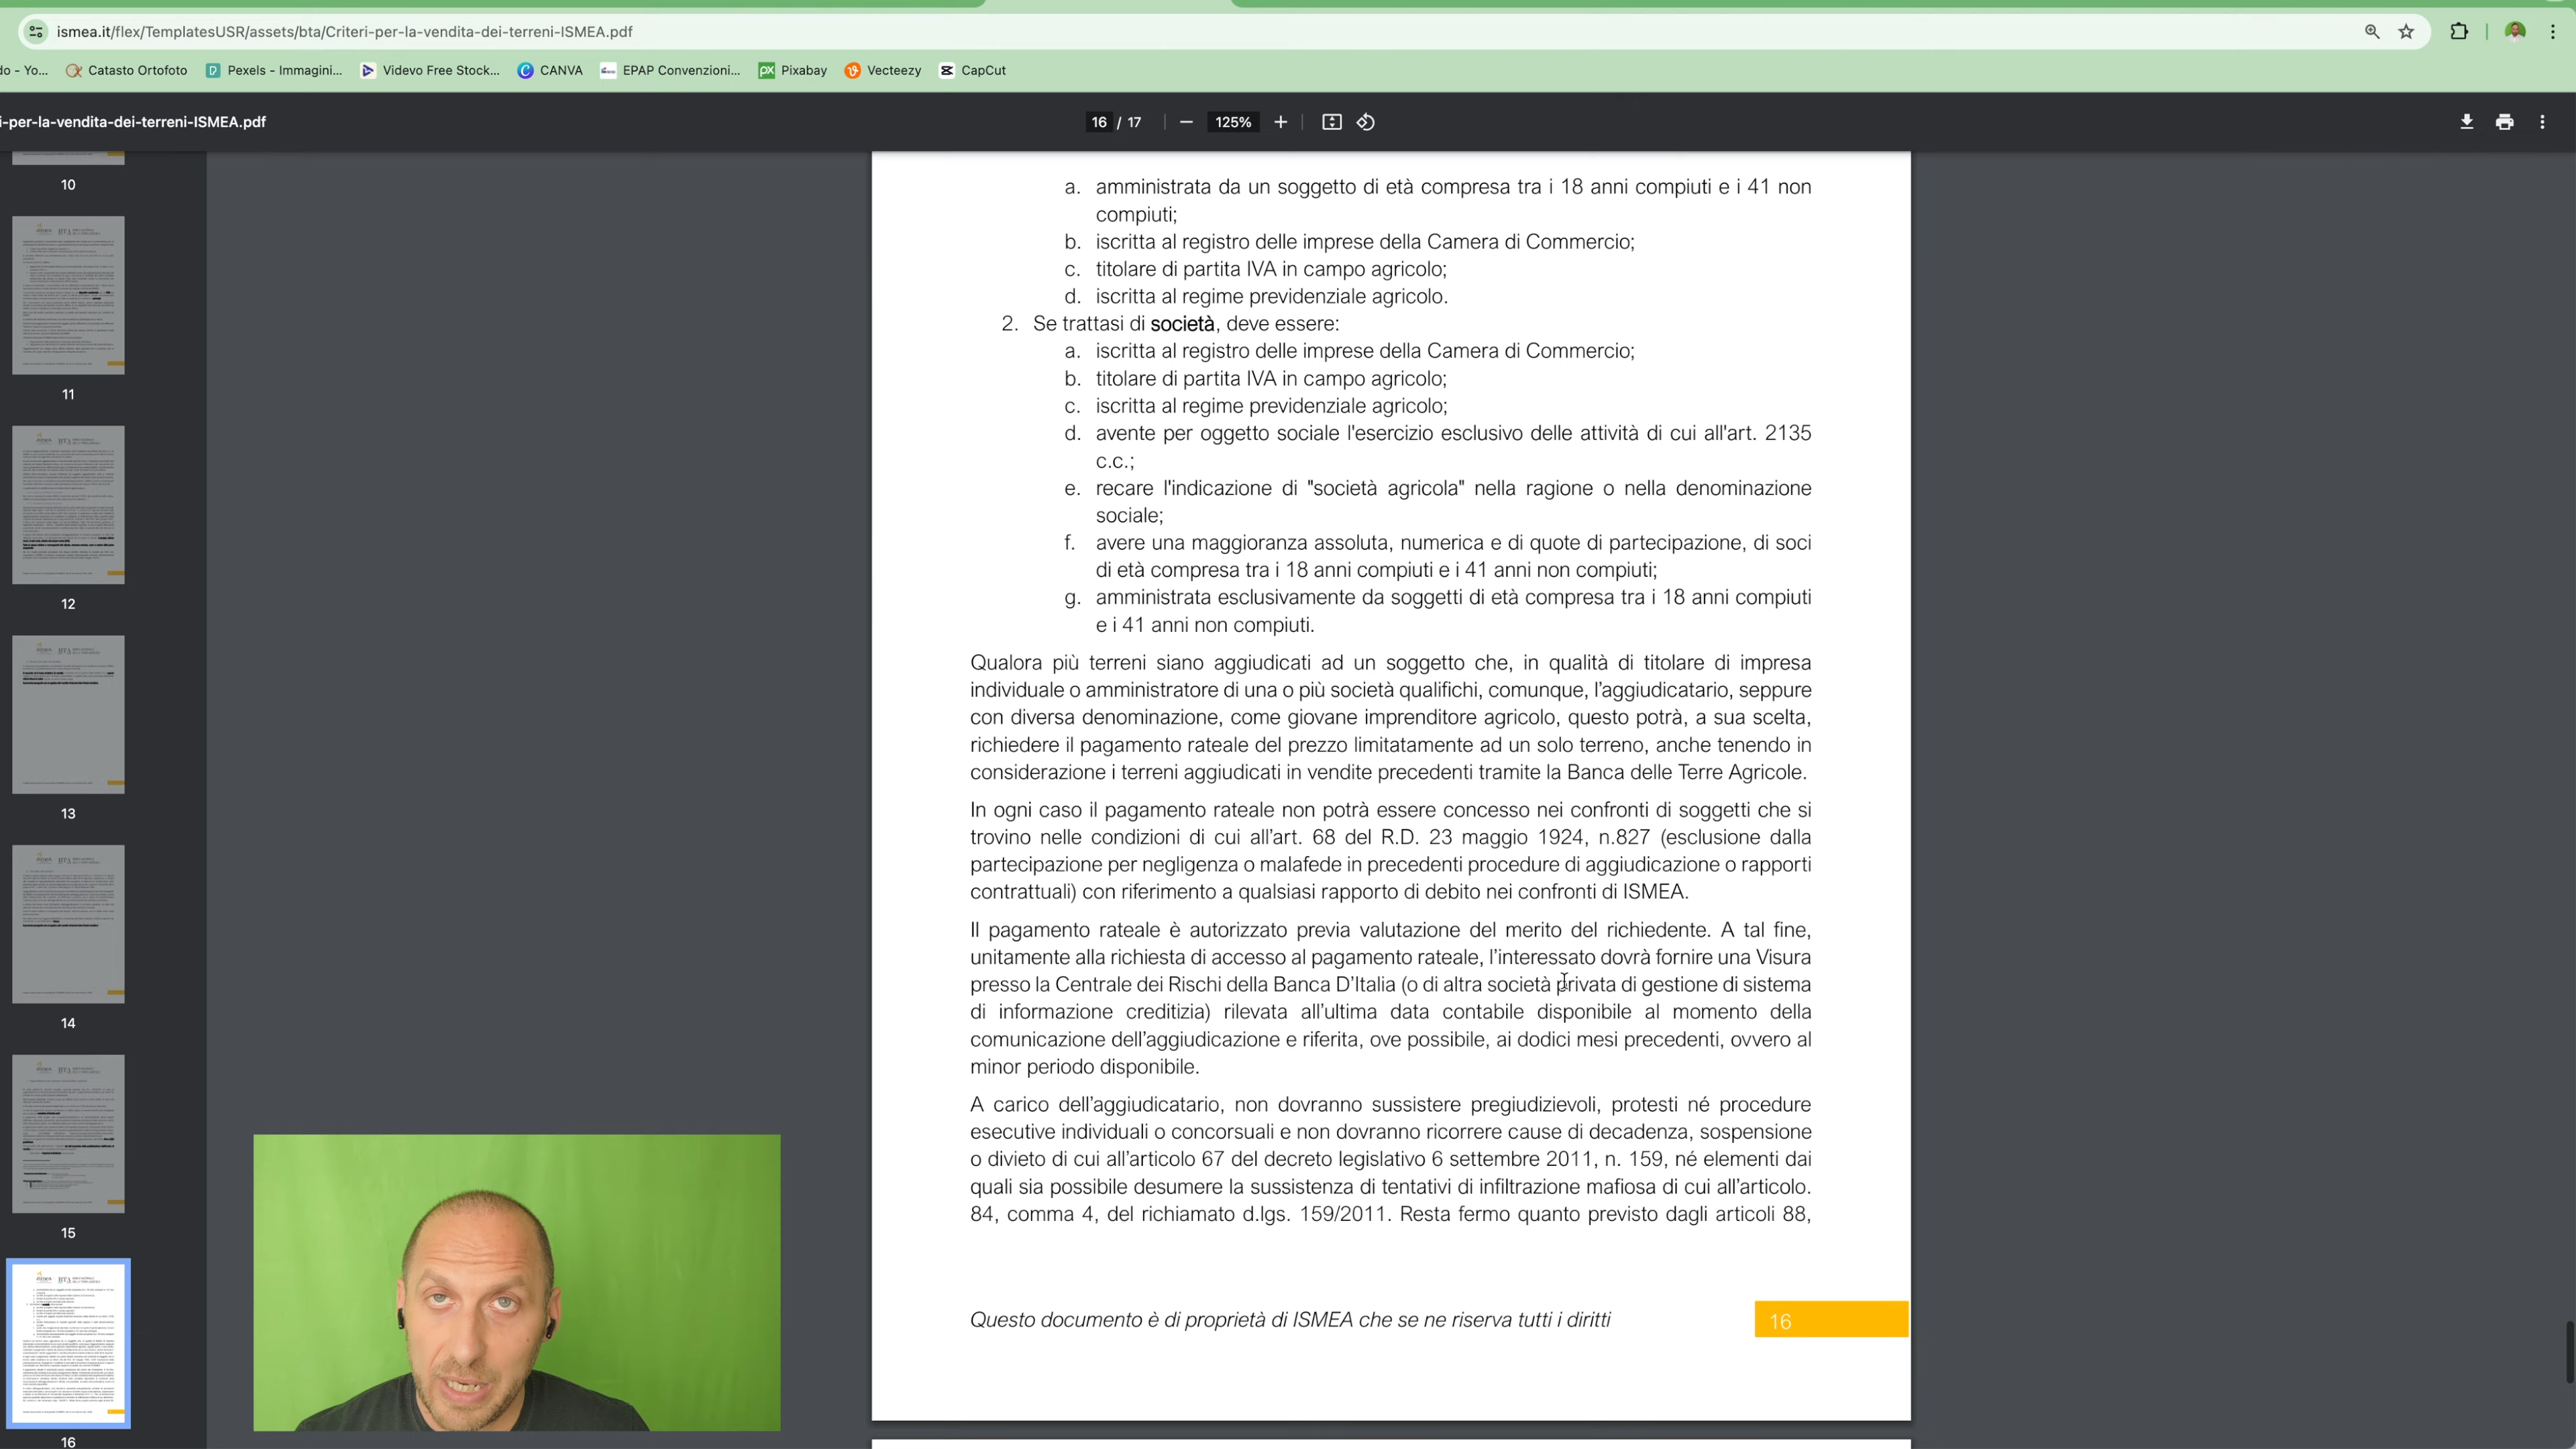 ismea.it/flex/TemplatesUSR/assets/bta/Criteri-per-la-vendita-dei-terreni-ISMEA.pdf
do - Yo...
Catasto Ortofoto
Pexels - Immagini...
Videvo Free Stock...
CANVA
EPAP Convenzioni...
Pixabay
Vecteezy
CapCut
i-per-la-vendita-dei-terreni-ISMEA.pdf
16 / 17
125%
10
11
12
13
14
15
16
a. amministrata da un soggetto di età compresa tra i 18 anni compiuti e i 41 non
compiuti;
b. iscritta al registro delle imprese della Camera di Commercio;
c. titolare di partita IVA in campo agricolo;
d. iscritta al regime previdenziale agricolo.
2. Se trattasi di società, deve essere:
a. iscritta al registro delle imprese della Camera di Commercio;
b. titolare di partita IVA in campo agricolo;
c. iscritta al regime previdenziale agricolo;
d. avente per oggetto sociale l'esercizio esclusivo delle attività di cui all'art. 2135
c.c.;
e. recare l'indicazione di "società agricola" nella ragione o nella denominazione
sociale;
f. avere una maggioranza assoluta, numerica e di quote di partecipazione, di soci
di età compresa tra i 18 anni compiuti e i 41 anni non compiuti;
g. amministrata esclusivamente da soggetti di età compresa tra i 18 anni compiuti
e i 41 anni non compiuti.
Qualora più terreni siano aggiudicati ad un soggetto che, in qualità di titolare di impresa
individuale o amministratore di una o più società qualifichi, comunque, l'aggiudicatario, seppure
con diversa denominazione, come giovane imprenditore agricolo, questo potrà, a sua scelta,
richiedere il pagamento rateale del prezzo limitatamente ad un solo terreno, anche tenendo in
considerazione i terreni aggiudicati in vendite precedenti tramite la Banca delle Terre Agricole.
In ogni caso il pagamento rateale non potrà essere concesso nei confronti di soggetti che si
trovino nelle condizioni di cui all'art. 68 del R.D. 23 maggio 1924, n.827 (esclusione dalla
partecipazione per negligenza o malafede in precedenti procedure di aggiudicazione o rapporti
contrattuali) con riferimento a qualsiasi rapporto di debito nei confronti di ISMEA.
Il pagamento rateale è autorizzato previa valutazione del merito del richiedente. A tal fine,
unitamente alla richiesta di accesso al pagamento rateale, l'interessato dovrà fornire una Visura
presso la Centrale dei Rischi della Banca D'Italia (o di altra società privata di gestione di sistema
di informazione creditizia) rilevata all'ultima data contabile disponibile al momento della
comunicazione dell'aggiudicazione e riferita, ove possibile, ai dodici mesi precedenti, ovvero al
minor periodo disponibile.
A carico dell'aggiudicatario, non dovranno sussistere pregiudizievoli, protesti né procedure
esecutive individuali o concorsuali e non dovranno ricorrere cause di decadenza, sospensione
o divieto di cui all'articolo 67 del decreto legislativo 6 settembre 2011, n. 159, né elementi dai
quali sia possibile desumere la sussistenza di tentativi di infiltrazione mafiosa di cui all'articolo.
84, comma 4, del richiamato d.lgs. 159/2011. Resta fermo quanto previsto dagli articoli 88,
Questo documento è di proprietà di ISMEA che se ne riserva tutti i diritti
16